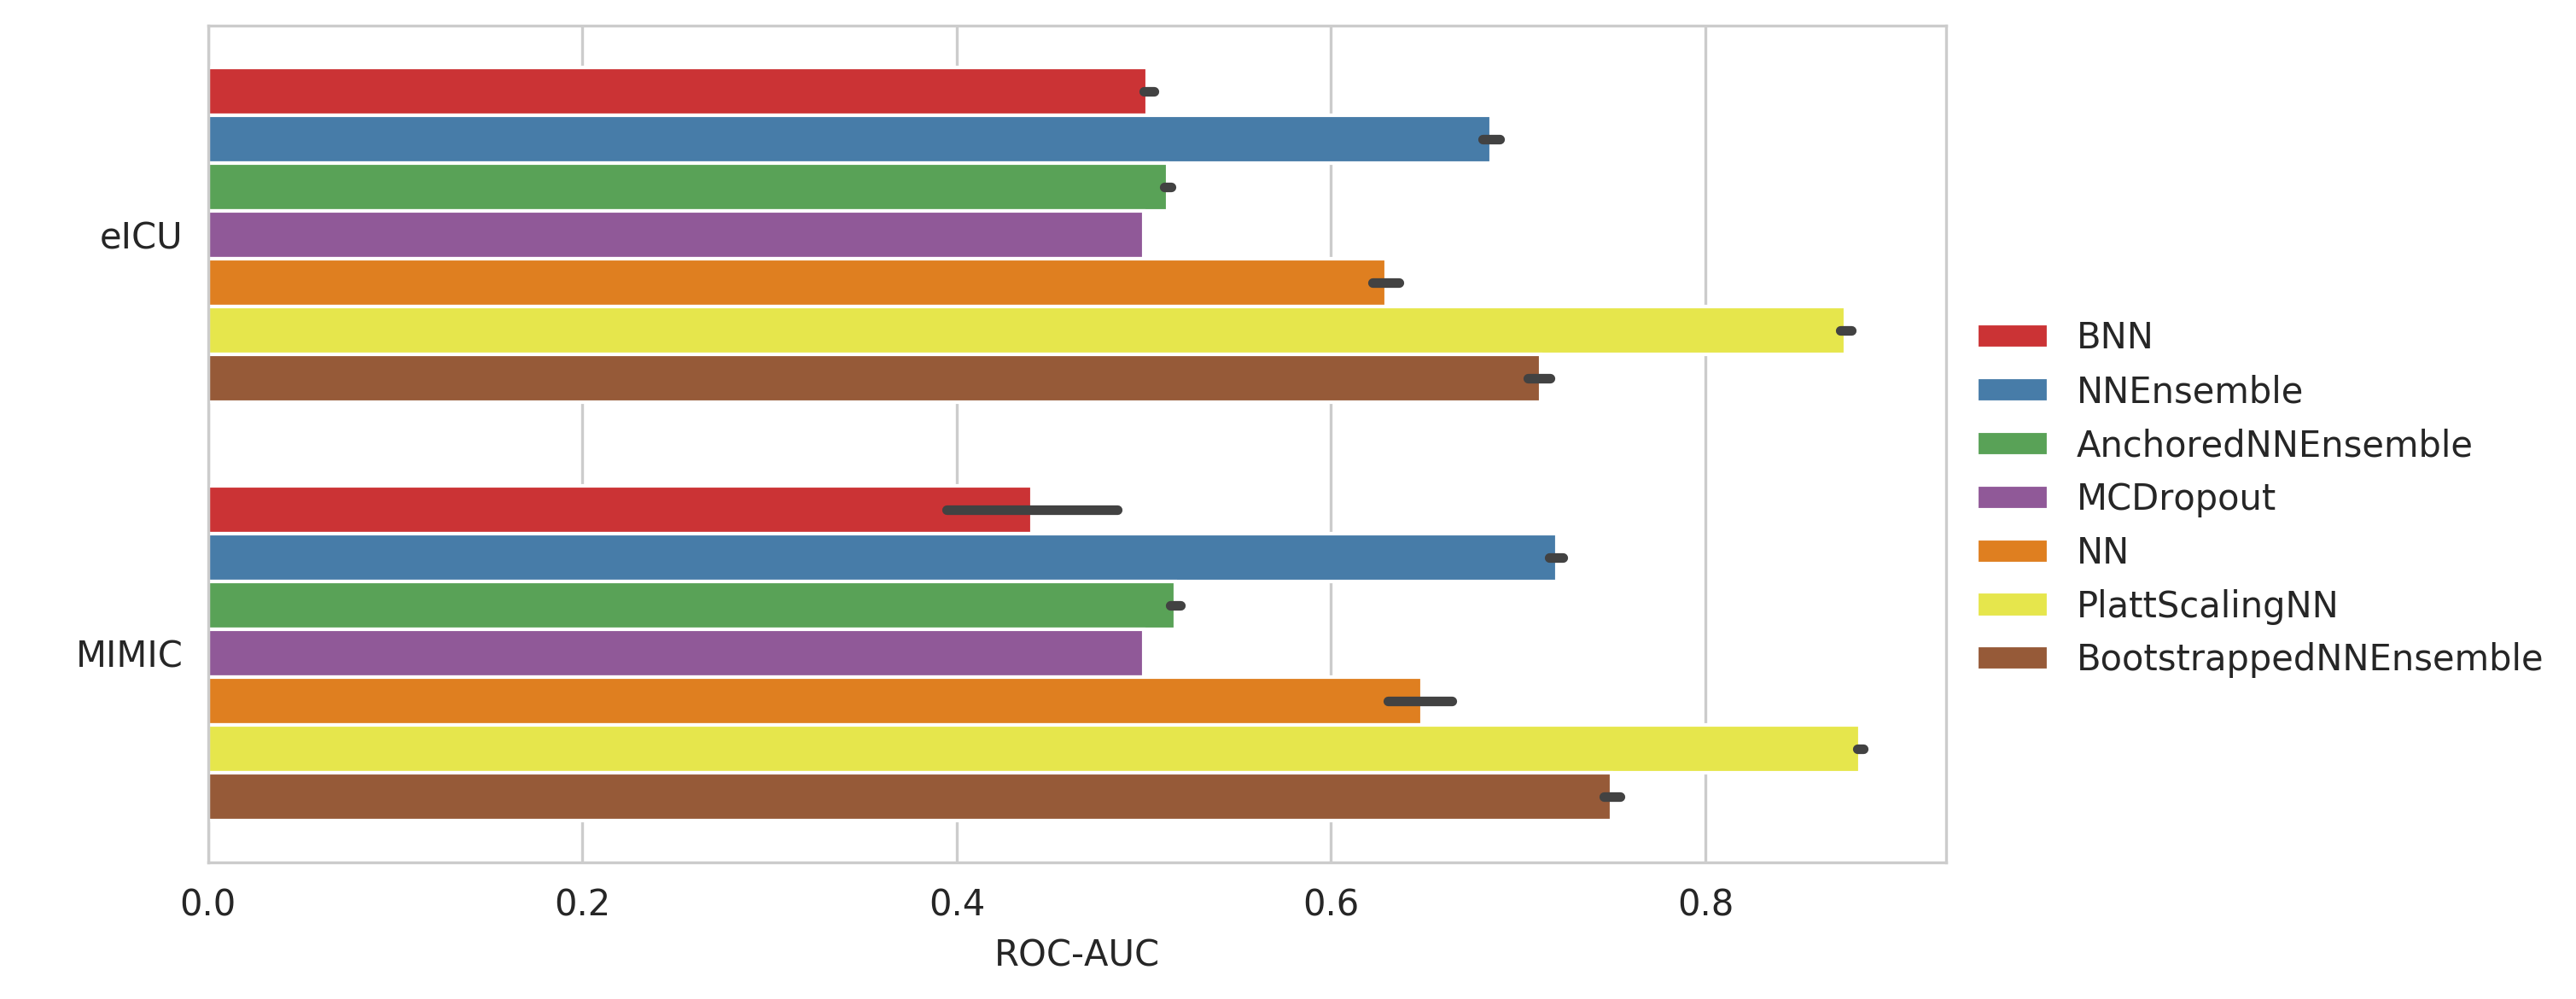 eICU
MIMIC
0.0 0.2 0.4 0.6 0.8
ROC-AUC
BNN
NNEnsemble
AnchoredNNEnsemble
MCDropout
NN
PlattScalingNN
BootstrappedNNEnsemble